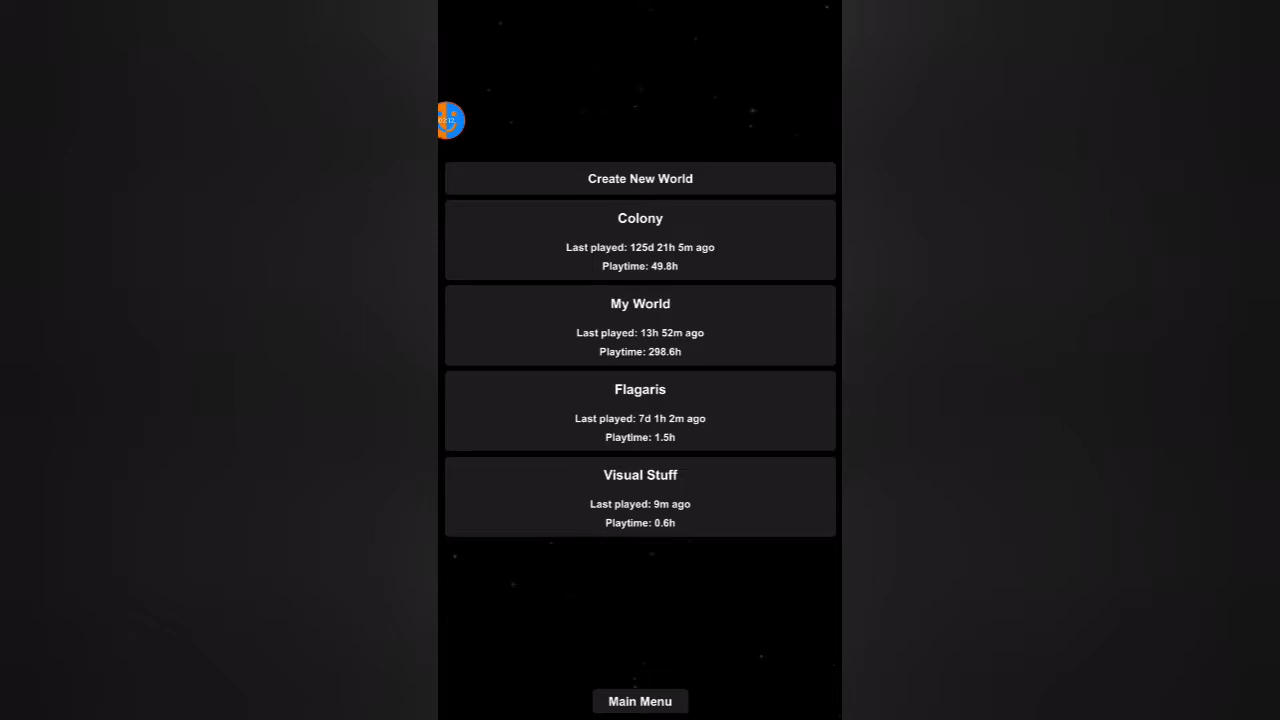 02:12
Create New World
Colony
Last played: 125d 21h 5m ago
Playtime: 49.8h
My World
Last played: 13h 52m ago
Playtime: 298.6h
Flagaris
Last played: 7d 1h 2m ago
Playtime: 1.5h
Visual Stuff
Last played: 9m ago
Playtime: 0.6h
Main Menu